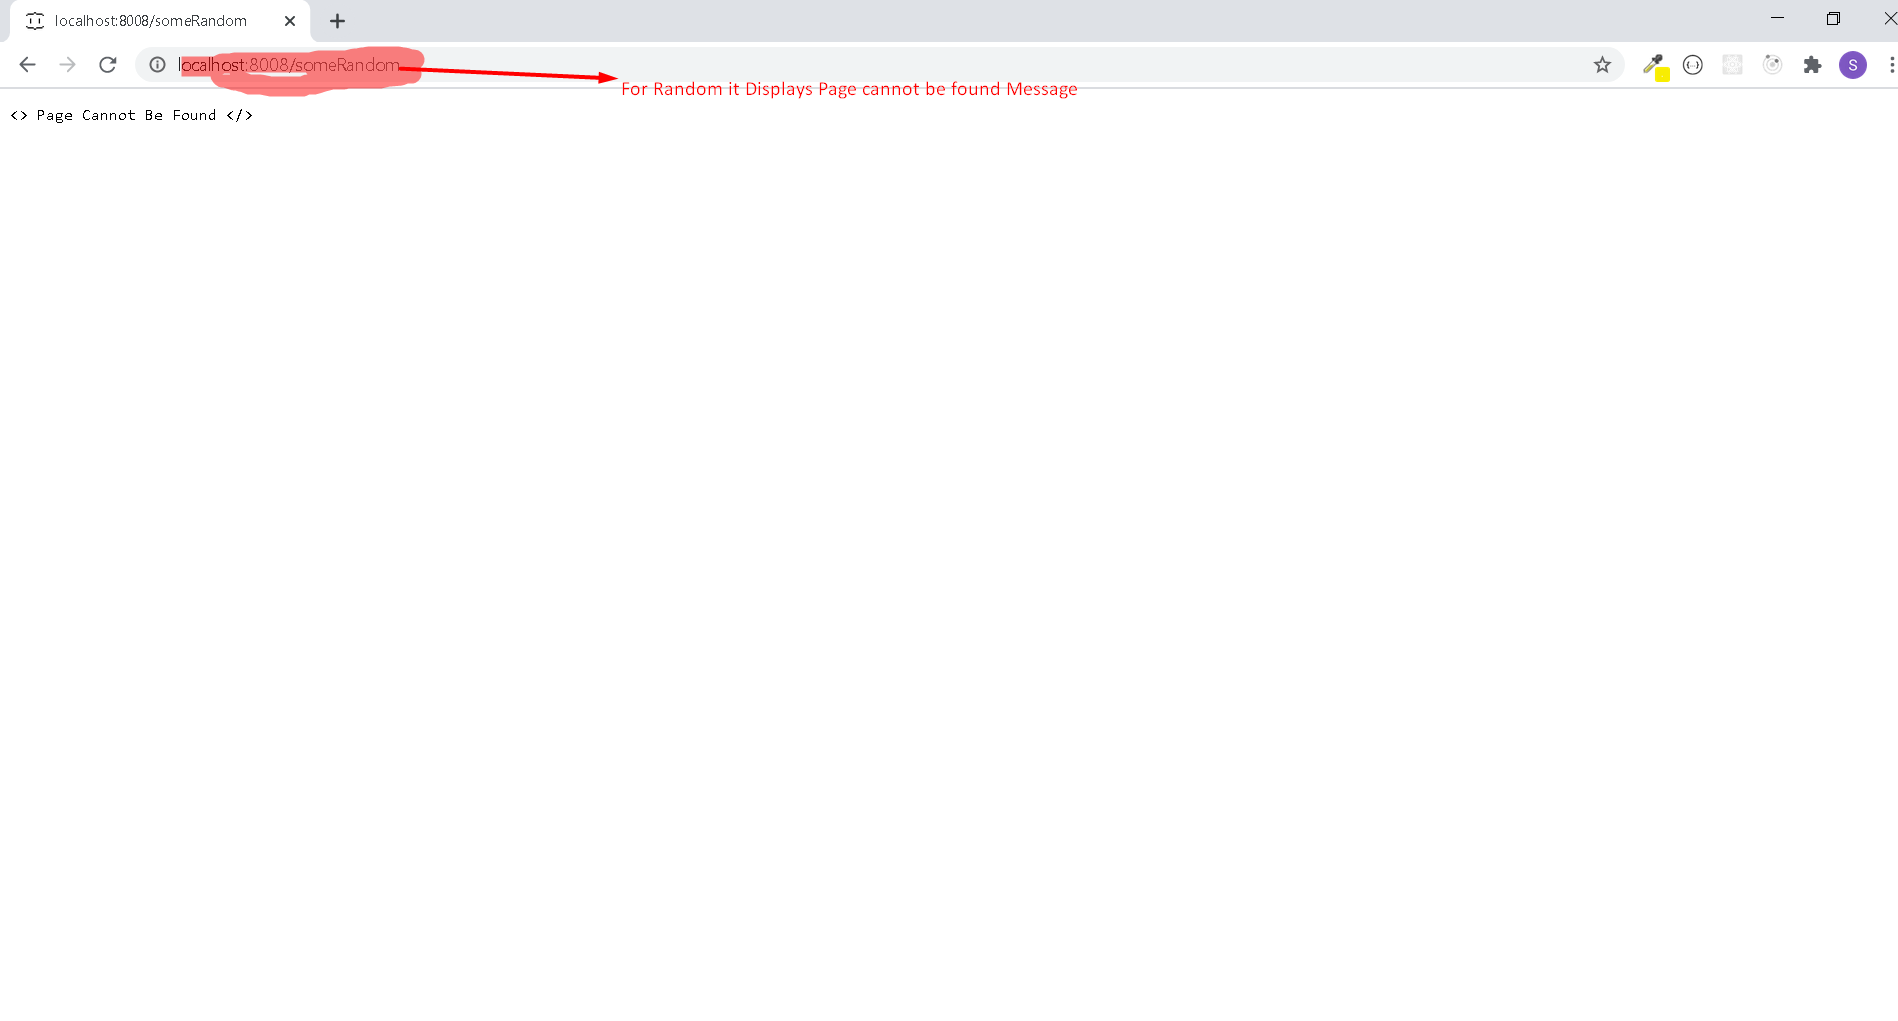 localhost:8008/someRandom
localhost:8008/someRandom
S
For Random it Displays Page cannot be found Message
<> Page Cannot Be Found </>